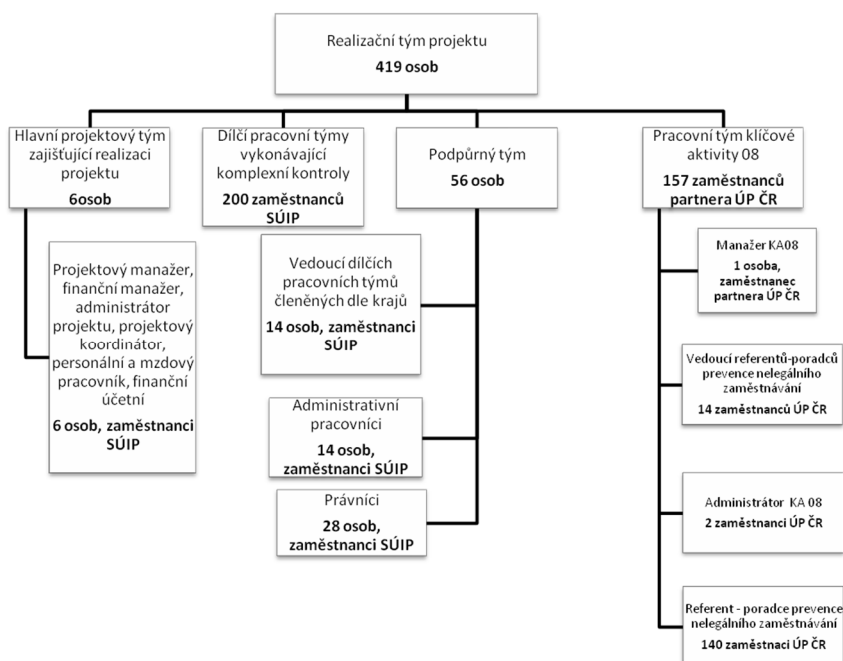 Realizační tým projektu
419 osob
Hlavní projektový tým
zajišťující realizaci
projektu
6osob
Dílčí pracovní týmy
vykonávající
komplexní kontroly
200 zaměstnanců
SÚIP
Podpůrný tým
56 osob
Pracovní tým klíčové
aktivity 08
157 zaměstnanců
partnera ÚP ČR
Projektový manažer,
finanční manažer,
administrátor
projektu, projektový
koordinátor,
personální a mzdový
pracovník, finanční
účetní
6 osob, zaměstnanci
SÚIP
Vedoucí dílčích
pracovních týmů
členěných dle krajů
14 osob, zaměstnanci
SÚIP
Administrativní
pracovníci
14 osob,
zaměstnanci SÚIP
Právníci
28 osob,
zaměstnanci SÚIP
Manažer KA08
1 osoba,
zaměstnanec
partnera ÚP ČR
Vedoucí referentů-poradců
prevence nelegálního
zaměstnávání
14 zaměstnanců ÚP ČR
Administrátor KA 08
2 zaměstnanci ÚP ČR
Referent - poradce prevence
nelegálního zaměstnávání
140 zaměstnaci ÚP ČR